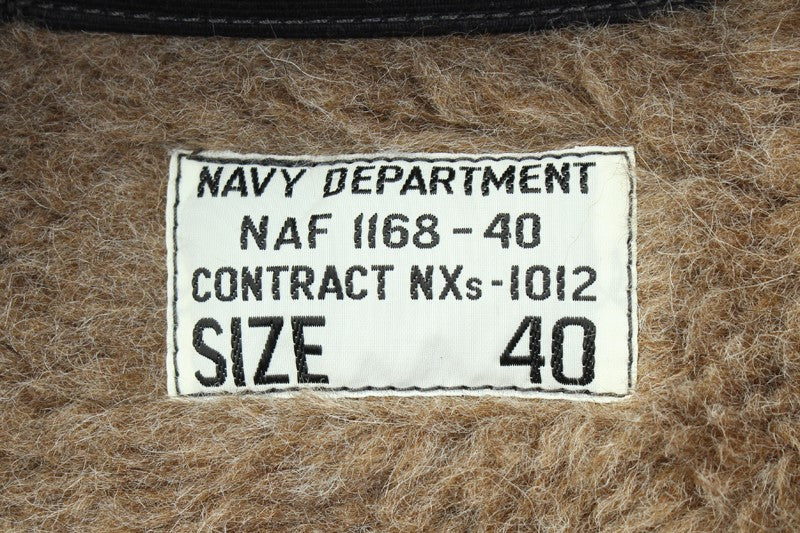 NAVY DEPARTMENT
NAF 1168-40
CONTRACT NXs-1012
SIZE 40